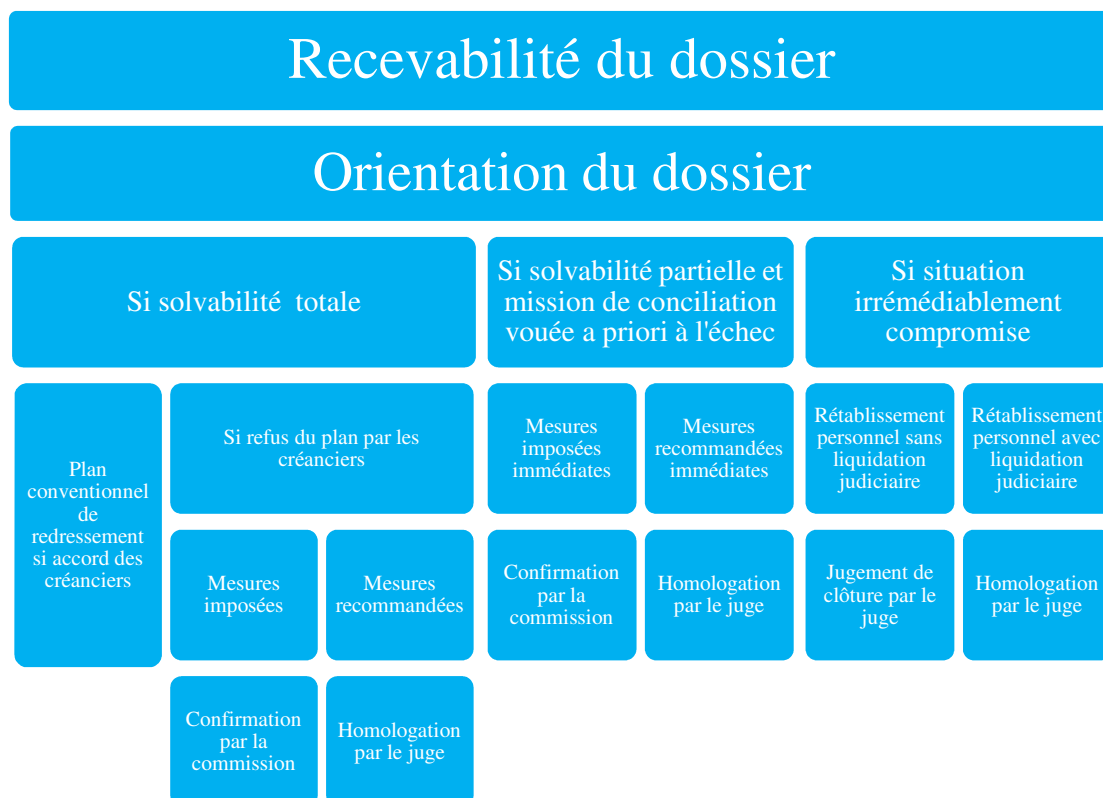 Recevabilité du dossier
Orientation du dossier
Si solvabilité totale
Si solvabilité partielle et
mission de conciliation
vouée a priori à l'échec
Si situation
irrémédiablement
compromise
Plan
conventionnel
de
redressement
si accord des
créanciers
Si refus du plan par les
créanciers
Mesures
imposées
immédiates
Mesures
recommandées
immédiates
Rétablissement
personnel sans
liquidation
judiciaire
Rétablissement
personnel avec
liquidation
judiciaire
Mesures
imposées
Mesures
recommandées
Confirmation
par la
commission
Homologation
par le juge
Jugement de
clôture par le
juge
Homologation
par le juge
Confirmation
par la
commission
Homologation
par le juge